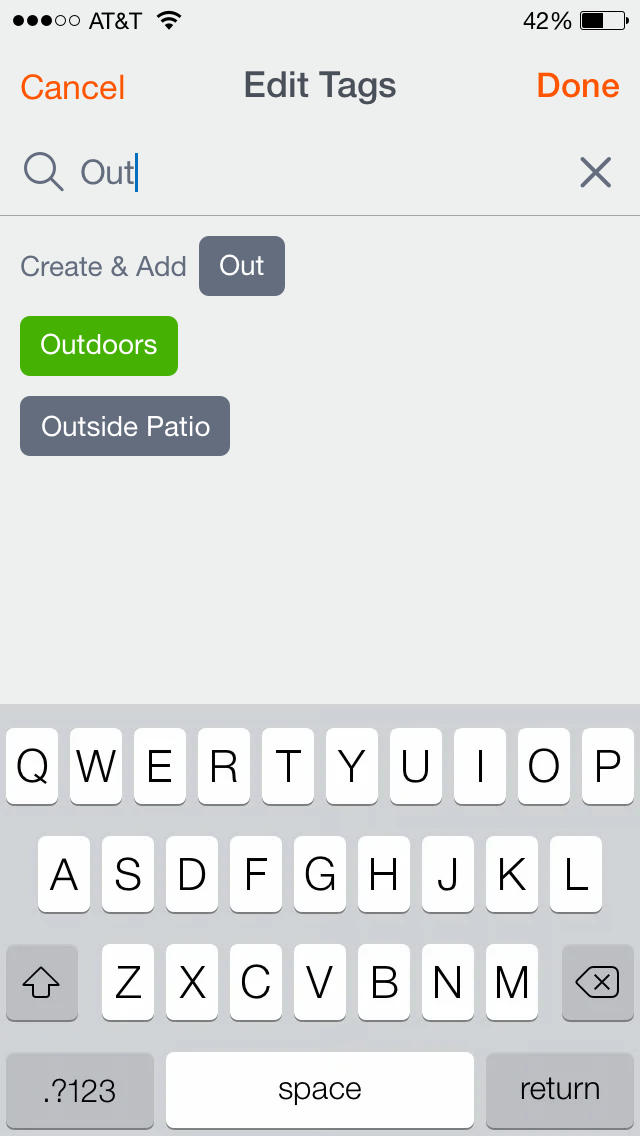 AT&T 42%
Cancel Edit Tags Done
Out
Create & Add Out
Outdoors
Outside Patio
Q W E R T Y U I O P
A S D F G H J K L
Z X C V B N M
.?123 space return